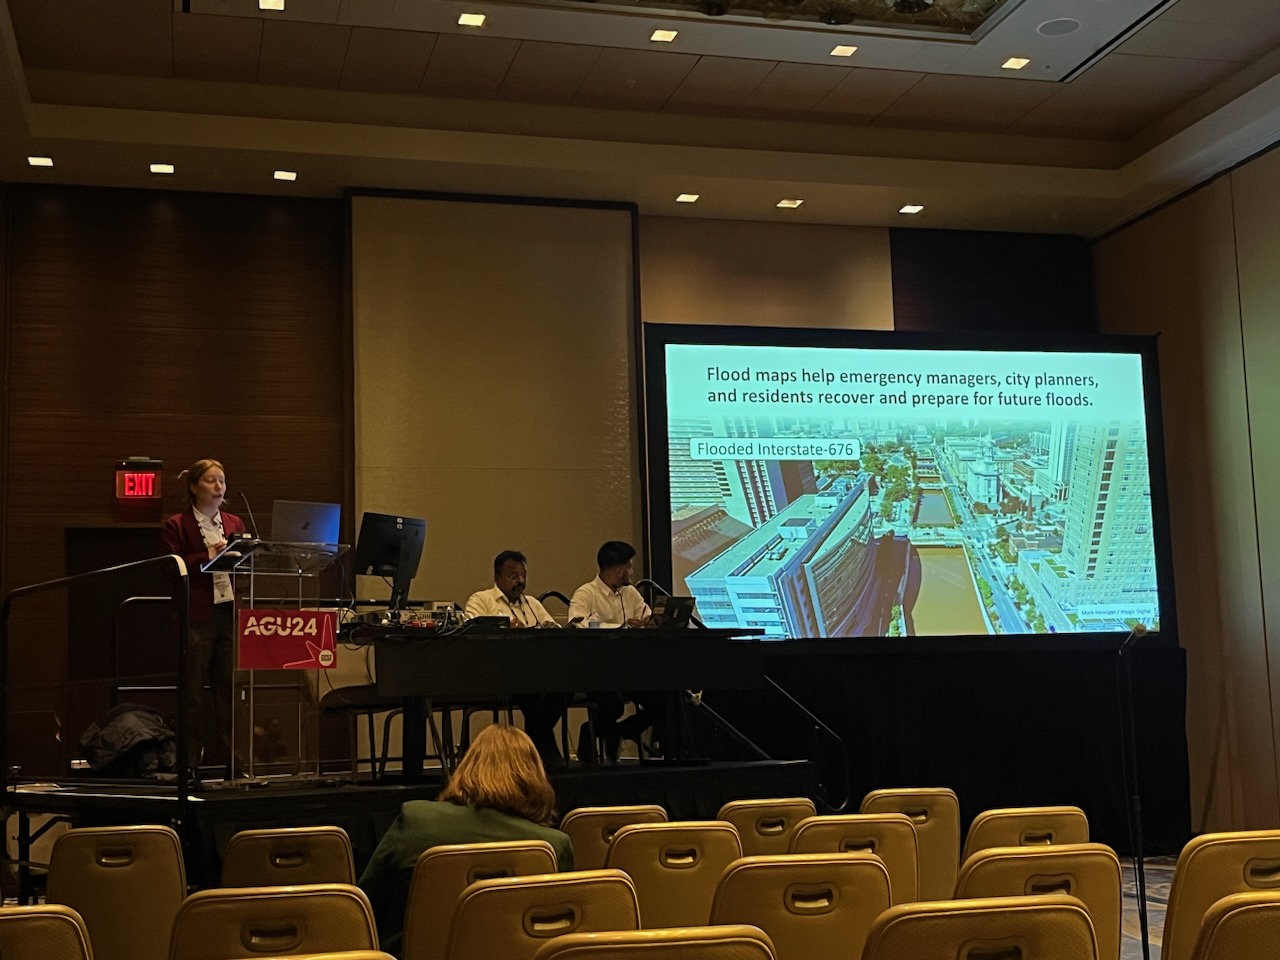 Flood maps help emergency managers, city planners,
and residents recover and prepare for future floods.
Flooded Interstate-676
EXIT
AGU24